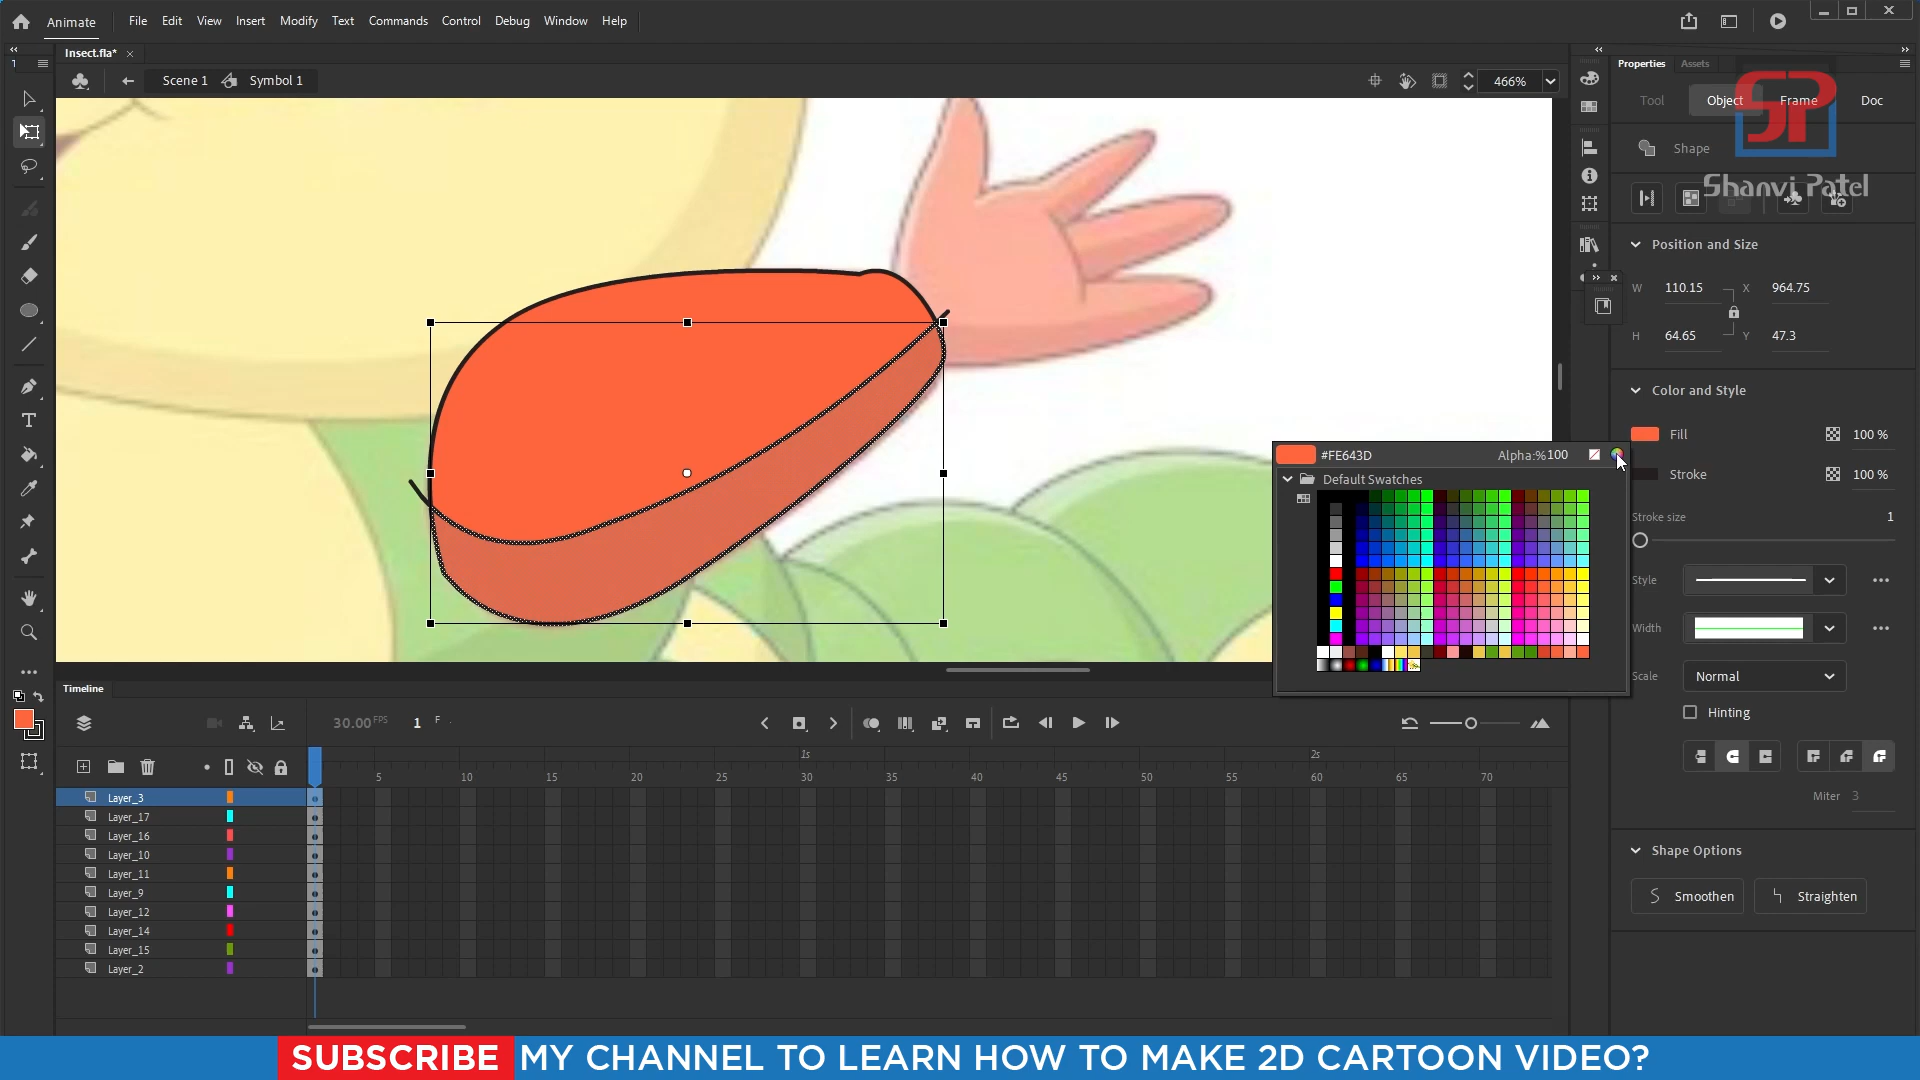 Animate File Edit View Insert Modify Text Commands Control Debug Window Help
Insect.fla* ×
Scene 1 Symbol 1 466%
Properties Assets
Tool Object Frame Doc
SP
Shape
Shanvi Patel
Position and Size
W 110.15 X 964.75
H 64.65 Y 47.3
Color and Style
Fill 100 %
#FE643D Alpha:%100
Stroke 100 %
Default Swatches
Stroke size 1
Style
Width
Scale Normal
Hinting
Miter 3
Shape Options
Smoothen Straighten
Timeline
30.00 FPS 1 F
1s 2s
5 10 15 20 25 30 35 40 45 50 55 60 65 70
Layer_3
Layer_17
Layer_16
Layer_10
Layer_11
Layer_9
Layer_12
Layer_14
Layer_15
Layer_2
SUBSCRIBE MY CHANNEL TO LEARN HOW TO MAKE 2D CARTOON VIDEO?